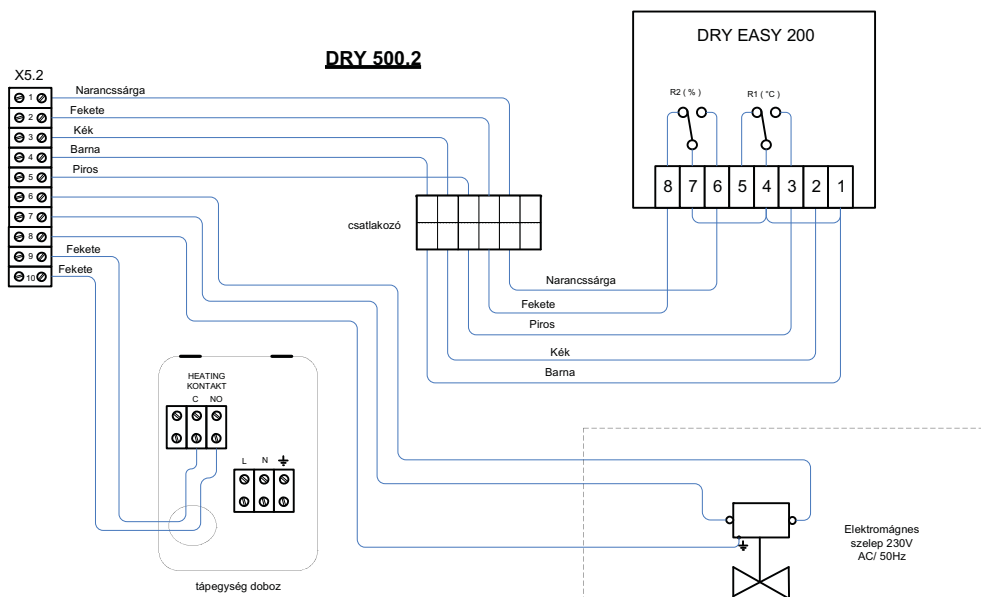 DRY EASY 200
DRY 500.2
X5.2
R2 ( % )
R1 ( °C )
1
2
3
4
5
6
7
8
9
10
Narancssárga
Fekete
Kék
Barna
Piros
Fekete
Fekete
8 7 6 5 4 3 2 1
csatlakozó
Narancssárga
Fekete
Piros
Kék
Barna
HEATING
KONTAKT
C NO
L N
tápegység doboz
Elektromágnes
szelep 230V
AC/ 50Hz